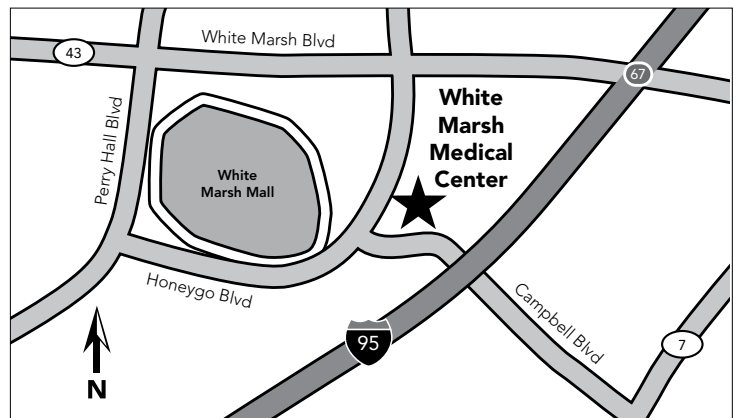 White Marsh Blvd
43
67
Perry Hall Blvd
White
Marsh
Medical
Center
White
Marsh Mall
Honeygo Blvd
Campbell Blvd
95
7
N